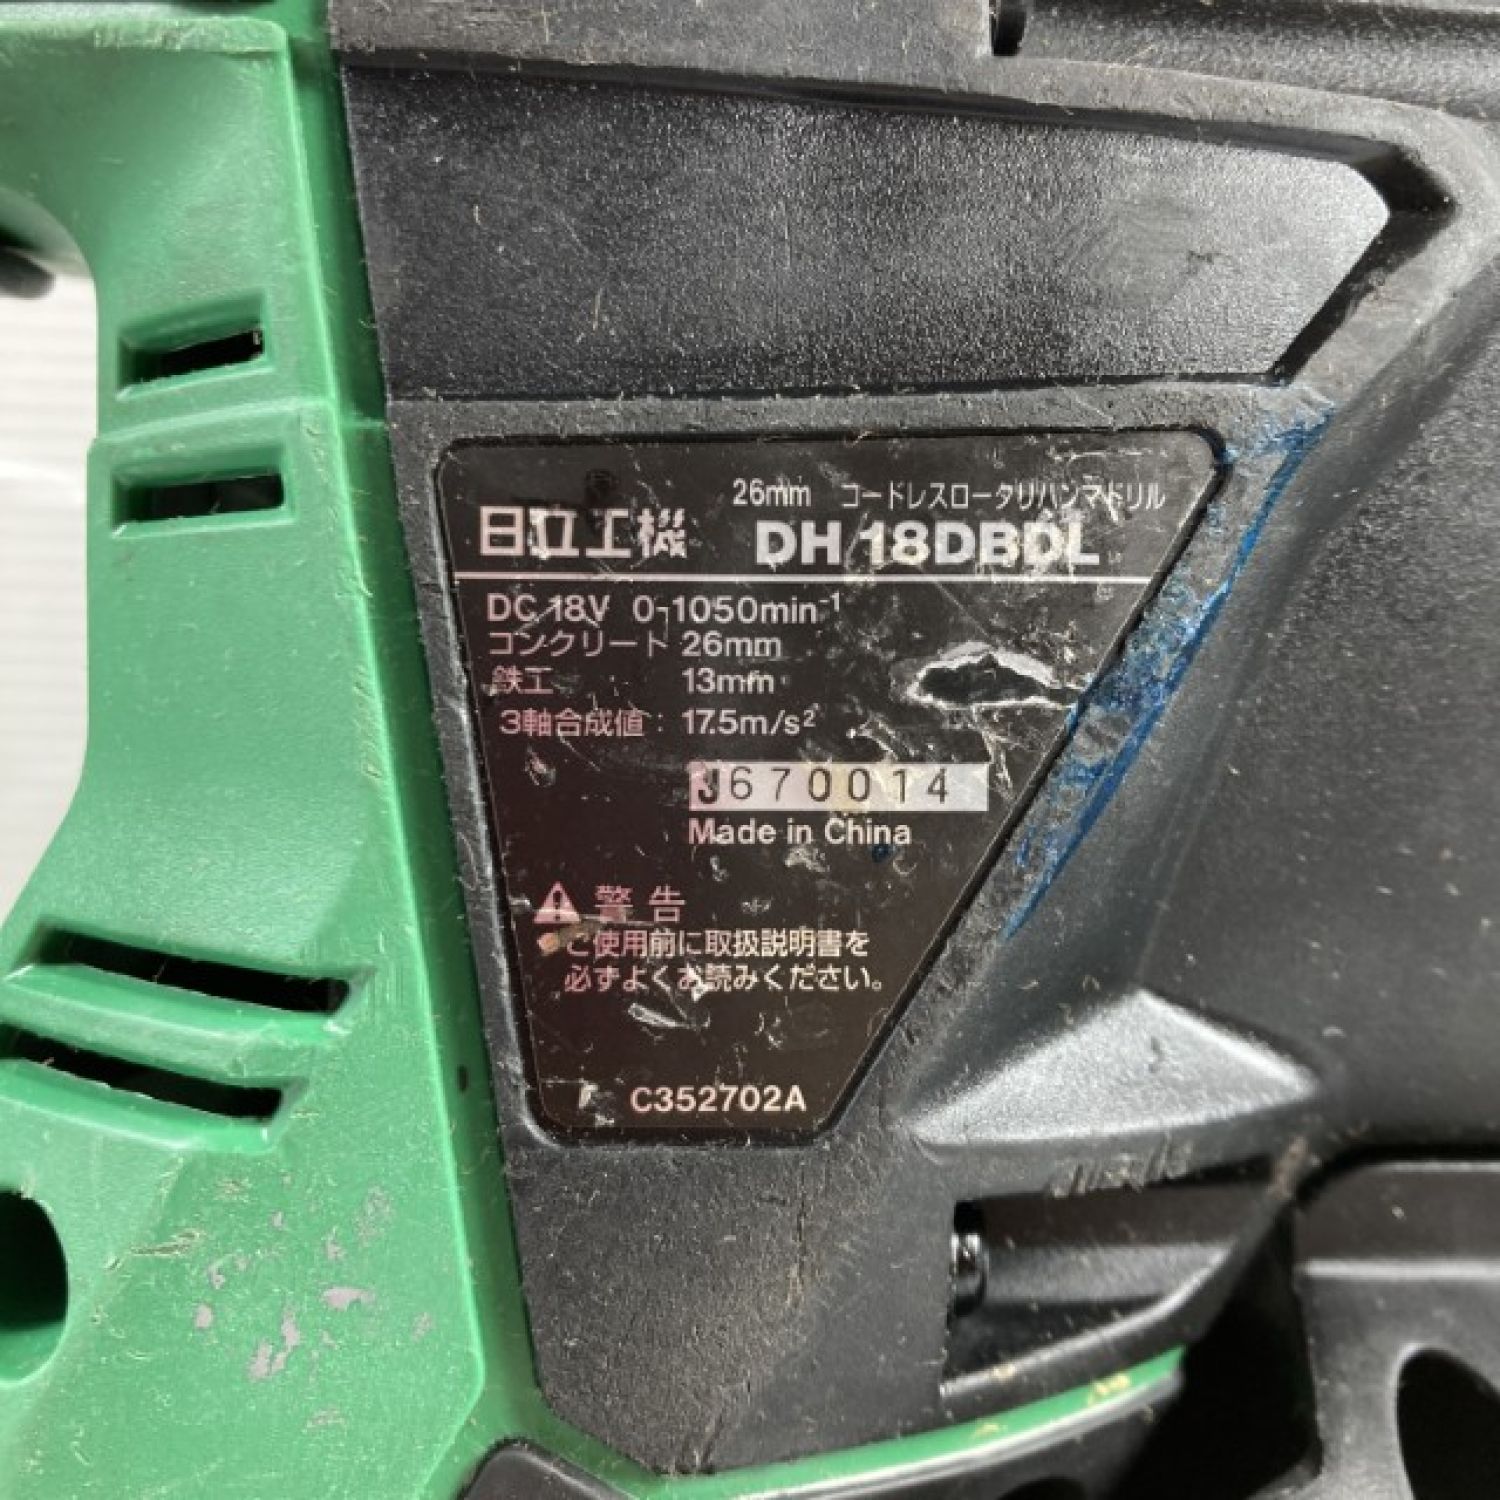 26mm コードレスロータリハンマドリル
日立工機 DH 18DBDL
DC 18V 0-1050min⁻¹
コンクリート 26mm
鉄工 13mm
3軸合成値: 17.5m/s²
J670014
Made in China
⚠ 警告
●ご使用前に取扱説明書を
必ずよくお読みください。
C352702A